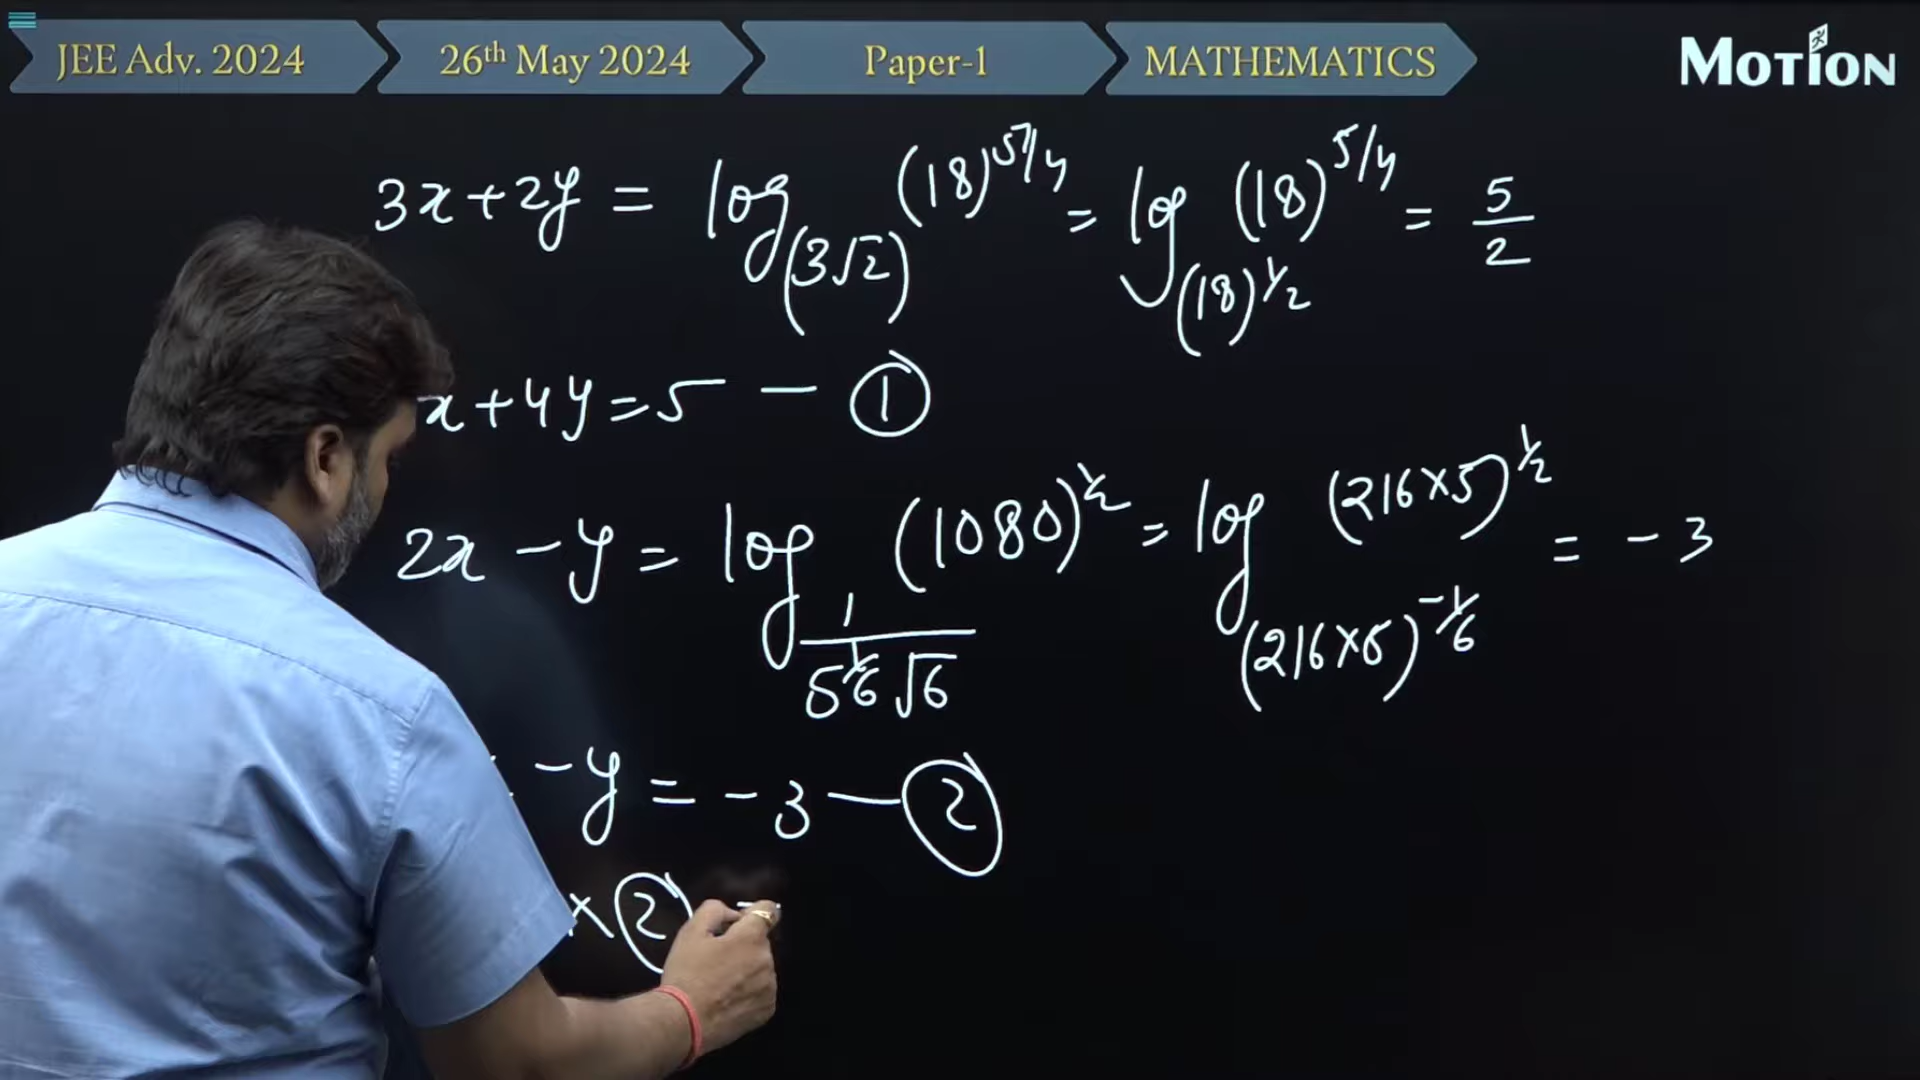 JEE Adv. 2024 26th May 2024 Paper-1 MATHEMATICS MOTION
3x+2y = log_(3√2) (18)^5/4 = log_(18)^1/2 (18)^5/4 = 5/2
x+4y=5 — ①
2x - y = log_1/(5^1/6 √6) (1080)^1/2 = log_(216×5)^-1/6 (216×5)^1/2 = -3
-y = -3 — ②
× ②